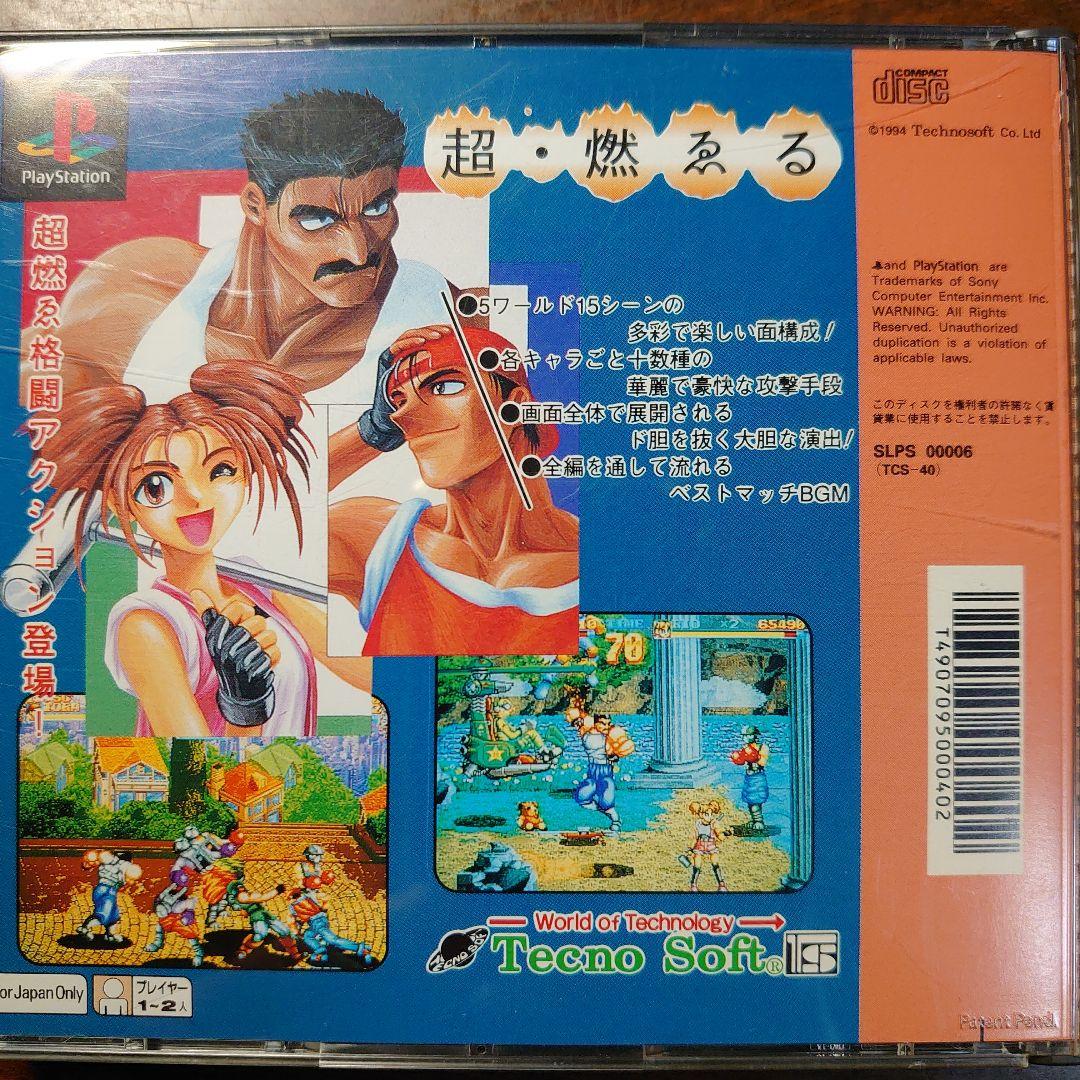 PlayStation
超燃ゑ格闘アクション登場!
超・燃ゑる
●5ワールド15シーンの
多彩で楽しい面構成!
●各キャラごと十数種の
華麗で豪快な攻撃手段
●画面全体で展開される
ド胆を抜く大胆な演出!
●全編を通して流れる
ベストマッチBGM
COMPACT
disc
©1994 Technosoft Co. Ltd
and PlayStation are
Trademarks of Sony
Computer Entertainment Inc.
WARNING: All Rights
Reserved. Unauthorized
duplication is a violation of
applicable laws.
このディスクを権利者の許諾なく賃
貸業に使用することを禁止します。
SLPS 00006
(TCS-40)
T4907095000402
TIME
70
×2
65490
World of Technology
TECNO SOFT
Tecno Soft®
or Japan Only
プレイヤー
1~2人
Patent Pend.